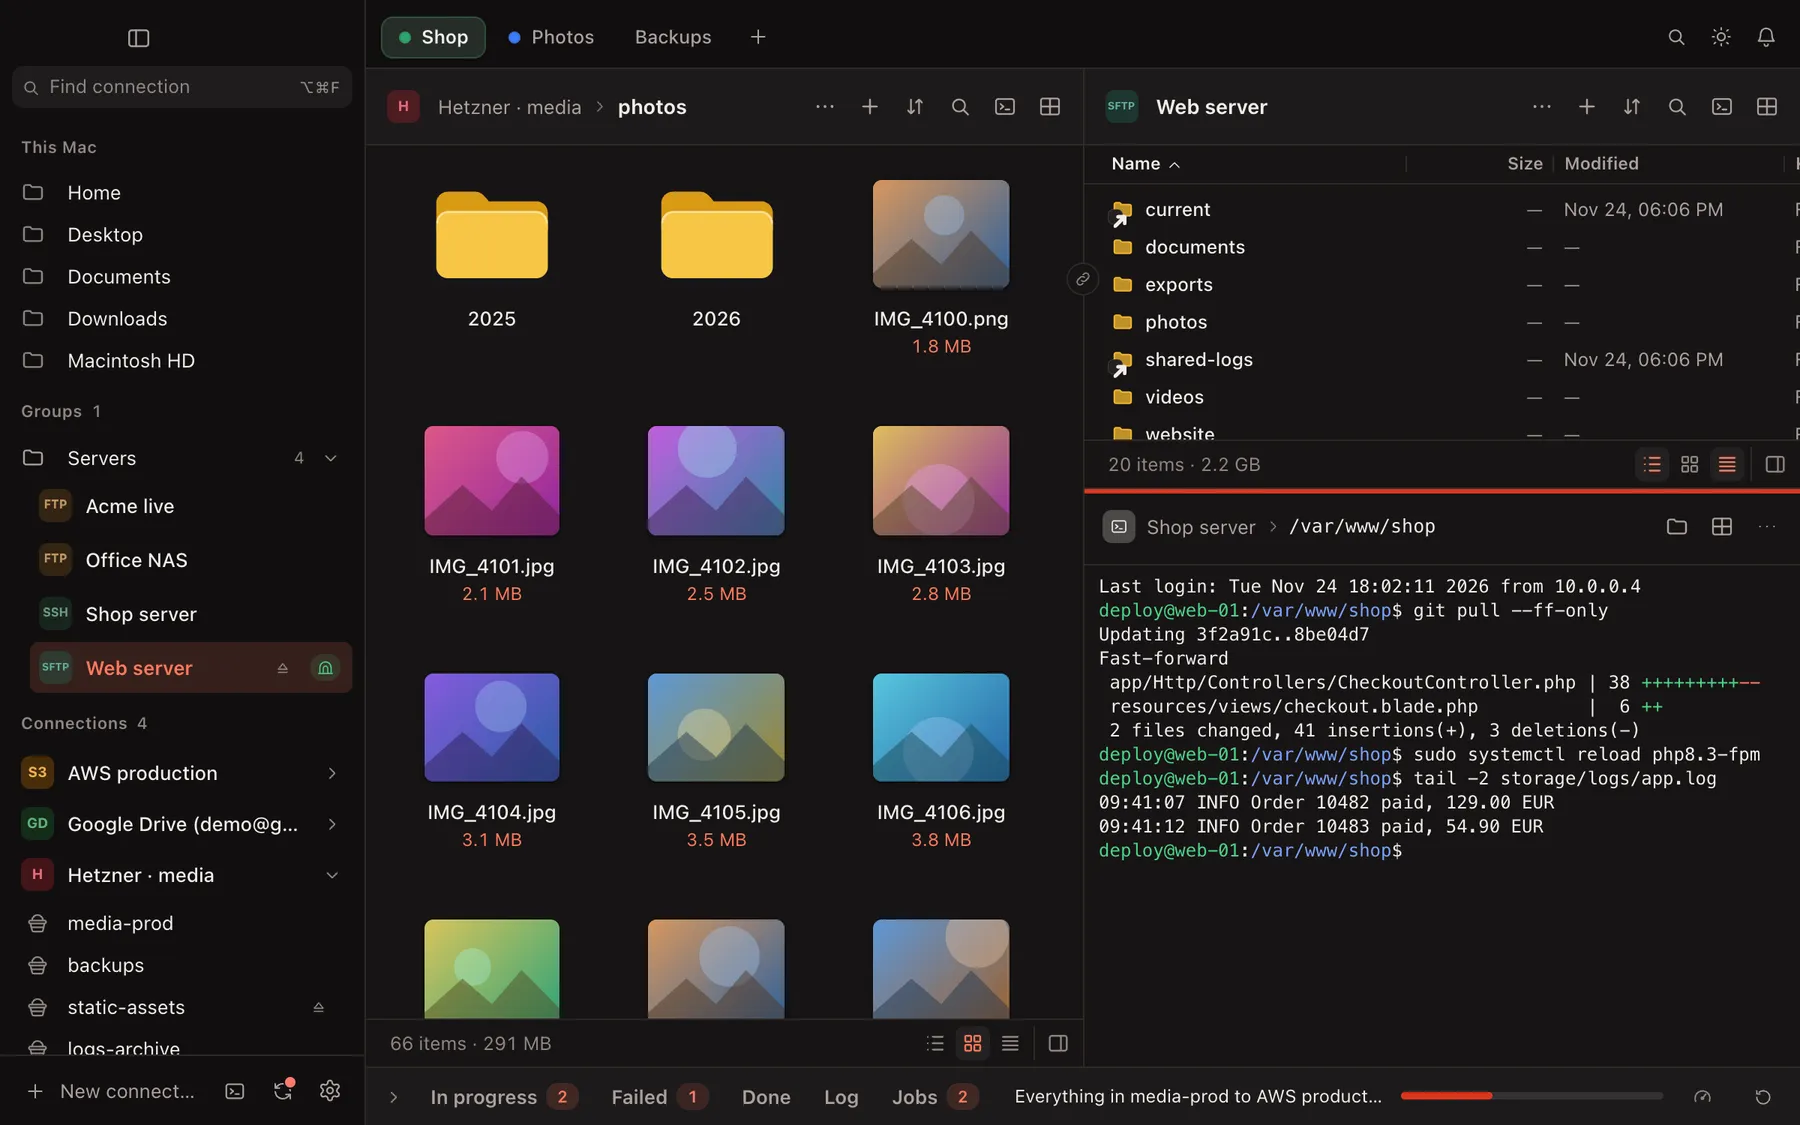 Shop
Photos
Backups
Find connection
⌥⌘F
This Mac
Home
Desktop
Documents
Downloads
Macintosh HD
Groups 1
Servers 4
FTP Acme live
FTP Office NAS
SSH Shop server
SFTP Web server
Connections 4
S3 AWS production
GD Google Drive (demo@g...
H Hetzner · media
media-prod
backups
static-assets
logs-archive
New connect...
H Hetzner · media > photos
2025
2026
IMG_4100.png
1.8 MB
IMG_4101.jpg
2.1 MB
IMG_4102.jpg
2.5 MB
IMG_4103.jpg
2.8 MB
IMG_4104.jpg
3.1 MB
IMG_4105.jpg
3.5 MB
IMG_4106.jpg
3.8 MB
66 items · 291 MB
SFTP Web server
Name Size Modified
current — Nov 24, 06:06 PM
documents — —
exports — —
photos — —
shared-logs — Nov 24, 06:06 PM
videos — —
website — —
20 items · 2.2 GB
Shop server > /var/www/shop
Last login: Tue Nov 24 18:02:11 2026 from 10.0.0.4
deploy@web-01:/var/www/shop$ git pull --ff-only
Updating 3f2a91c..8be04d7
Fast-forward
app/Http/Controllers/CheckoutController.php | 38 +++++++++--
resources/views/checkout.blade.php | 6 ++
2 files changed, 41 insertions(+), 3 deletions(-)
deploy@web-01:/var/www/shop$ sudo systemctl reload php8.3-fpm
deploy@web-01:/var/www/shop$ tail -2 storage/logs/app.log
09:41:07 INFO Order 10482 paid, 129.00 EUR
09:41:12 INFO Order 10483 paid, 54.90 EUR
deploy@web-01:/var/www/shop$
In progress 2
Failed 1
Done
Log
Jobs 2
Everything in media-prod to AWS product...